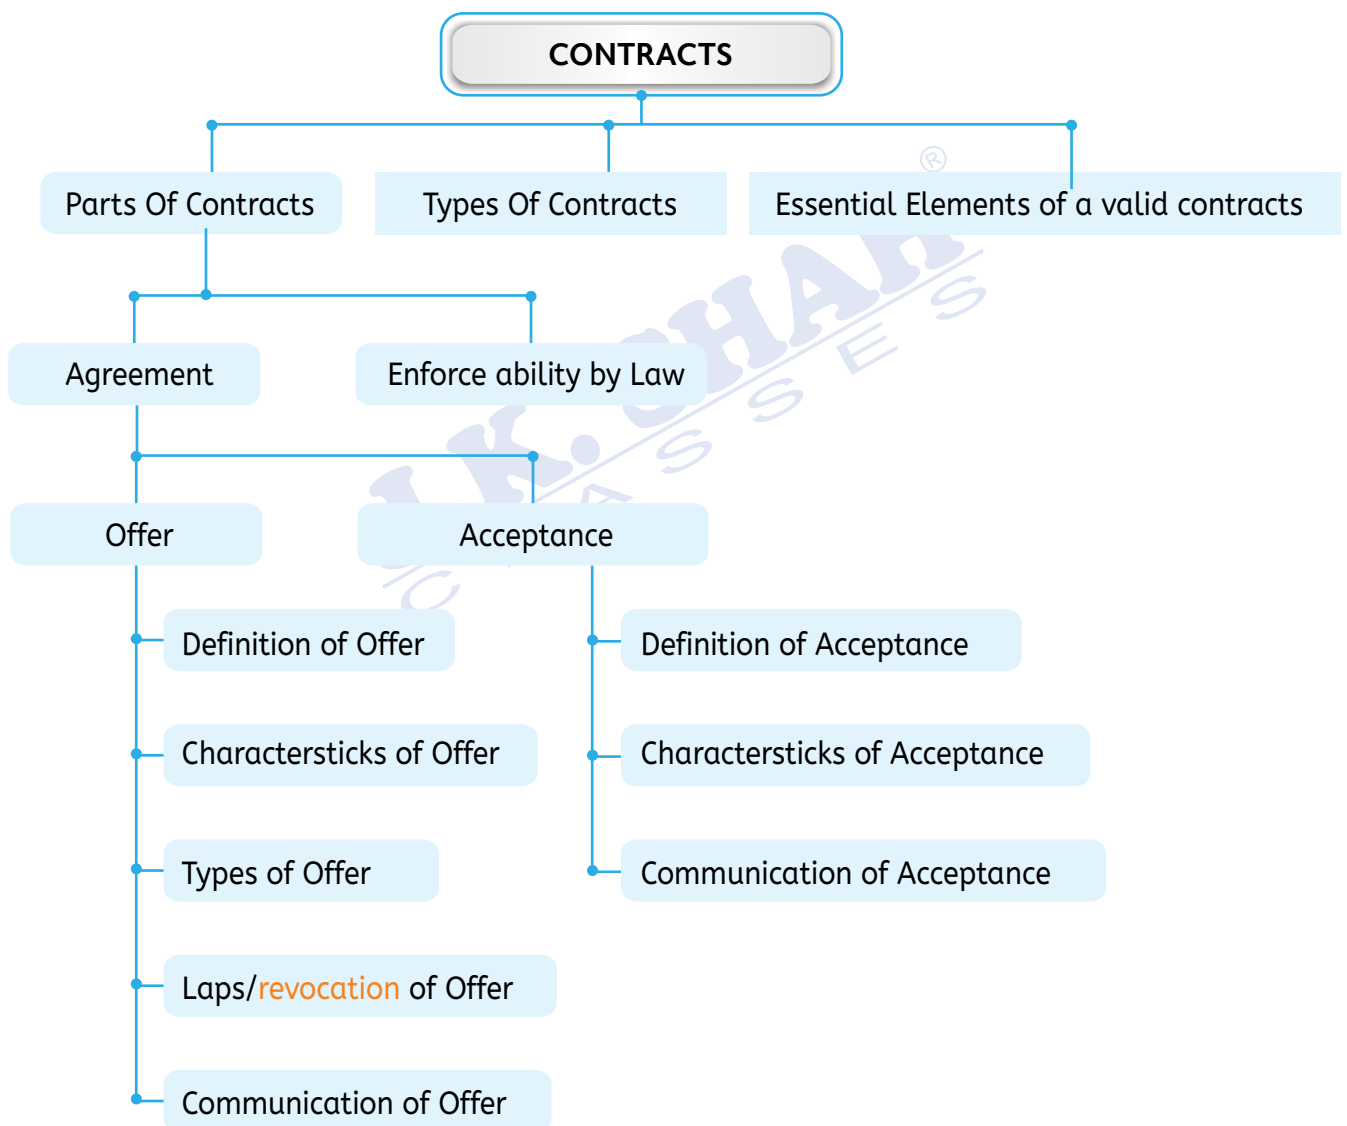 CONTRACTS
®
Parts Of Contracts
Types Of Contracts
Essential Elements of a valid contracts
J.K. SHAH
CLASSES
Agreement
Enforce ability by Law
Offer
Acceptance
Definition of Offer
Definition of Acceptance
Charactersticks of Offer
Charactersticks of Acceptance
Types of Offer
Communication of Acceptance
Laps/revocation of Offer
Communication of Offer